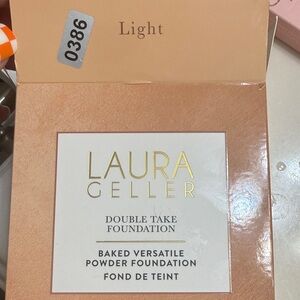 Light
0386
LAURA
GELLER
DOUBLE TAKE
FOUNDATION
BAKED VERSATILE
POWDER FOUNDATION
FOND DE TEINT